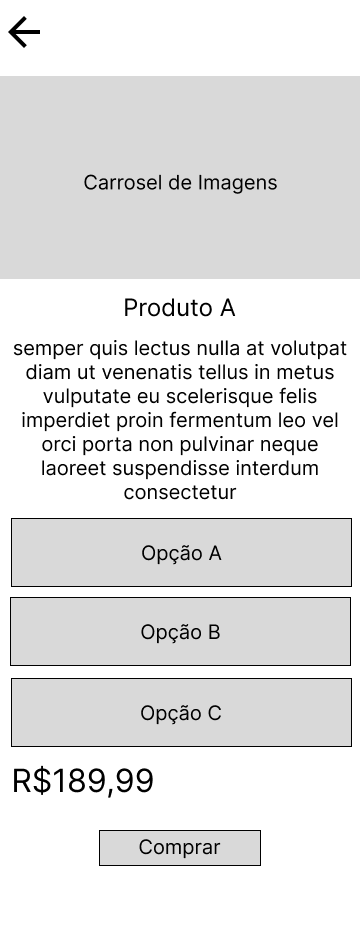 Carrosel de Imagens
Produto A
semper quis lectus nulla at volutpat
diam ut venenatis tellus in metus
vulputate eu scelerisque felis
imperdiet proin fermentum leo vel
orci porta non pulvinar neque
laoreet suspendisse interdum
consectetur
Opção A
Opção B
Opção C
R$189,99
Comprar